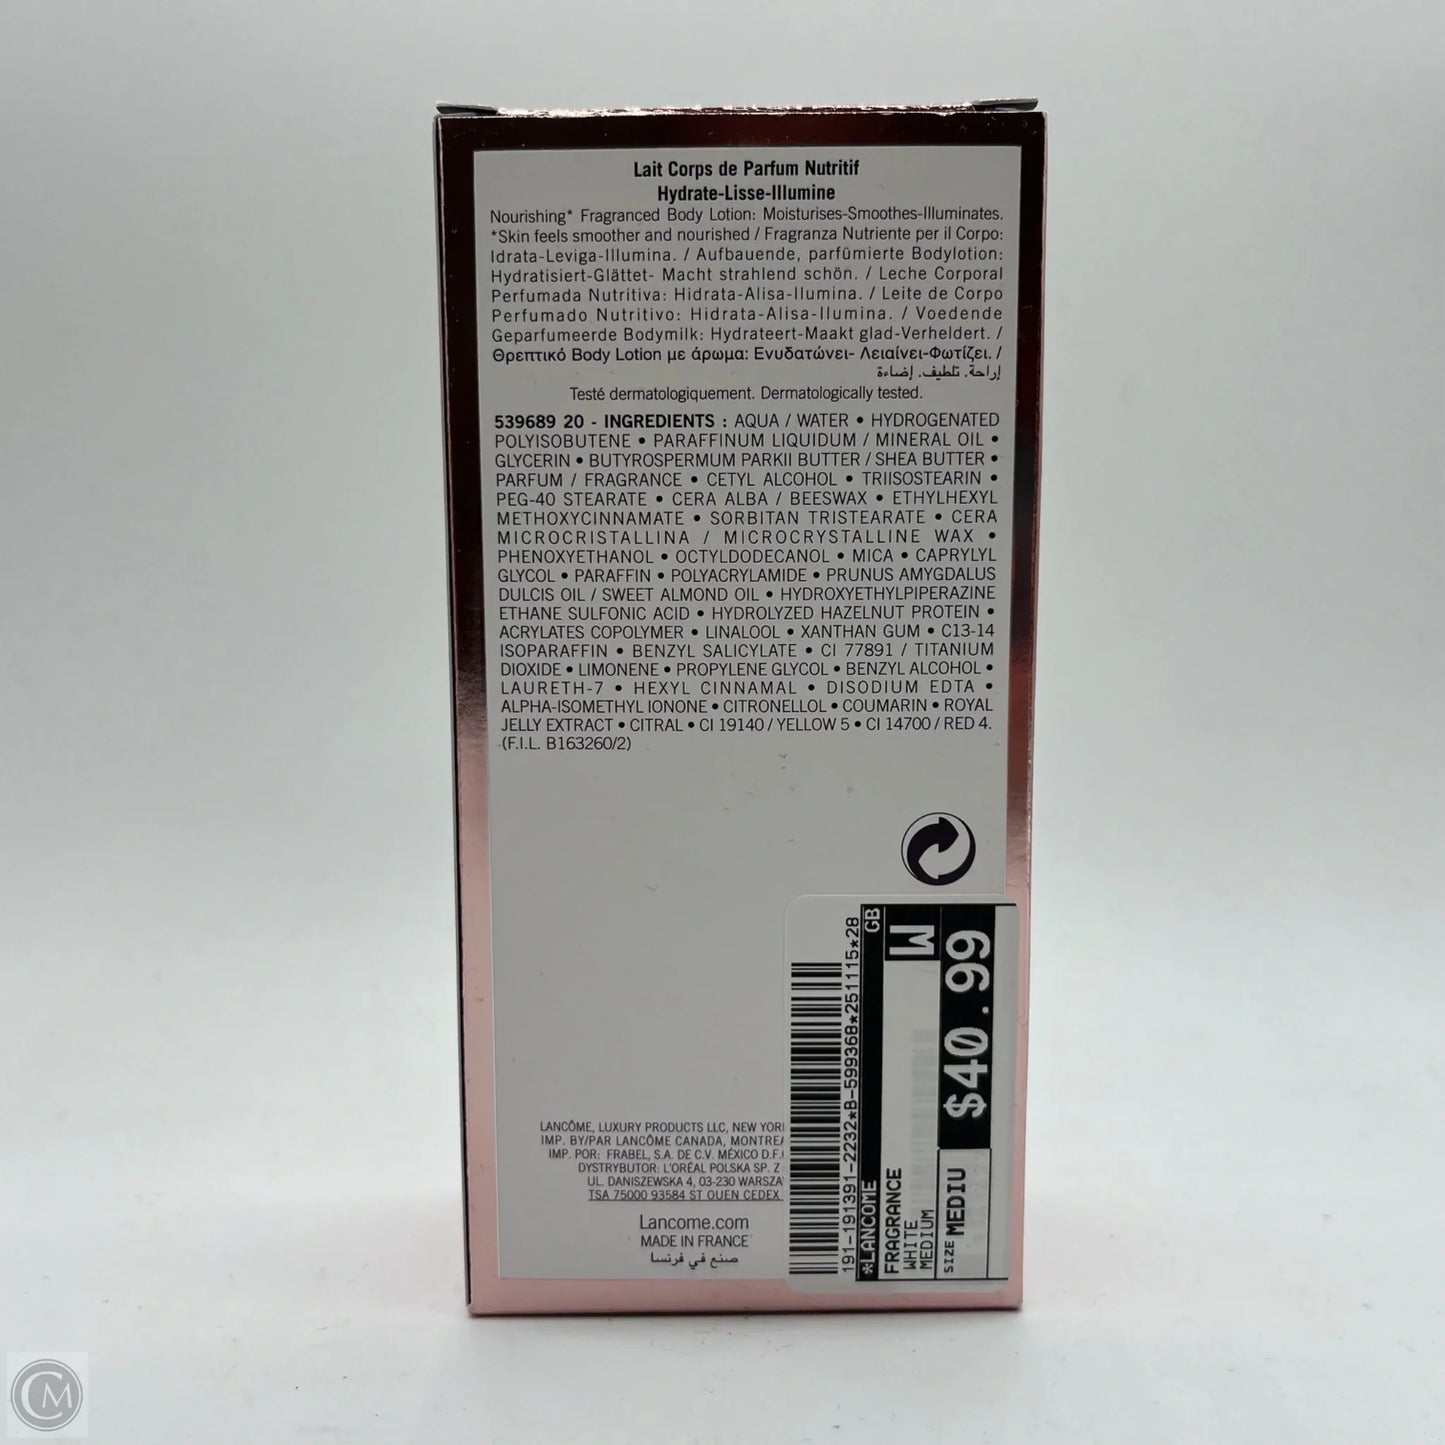 Lait Corps de Parfum Nutritif
Hydrate-Lisse-Illumine
Nourishing* Fragranced Body Lotion: Moisturises-Smoothes-Illuminates.
*Skin feels smoother and nourished / Fragranza Nutriente per il Corpo:
Idrata-Leviga-Illumina. / Aufbauende, parfümierte Bodylotion:
Hydratisiert-Glättet- Macht strahlend schön. / Leche Corporal
Perfumada Nutritiva: Hidrata-Alisa-Ilumina. / Leite de Corpo
Perfumado Nutritivo: Hidrata-Alisa-Ilumina. / Voedende
Geparfumeerde Bodymilk: Hydrateert-Maakt glad-Verheldert. /
Θρεπτικό Body Lotion με άρωμα: Ενυδατώνει- Λειαίνει-Φωτίζει. /
إراحة. تلطيف. إضاءة
Testé dermatologiquement. Dermatologically tested.
539689 20 - INGREDIENTS : AQUA / WATER • HYDROGENATED
POLYISOBUTENE • PARAFFINUM LIQUIDUM / MINERAL OIL •
GLYCERIN • BUTYROSPERMUM PARKII BUTTER / SHEA BUTTER •
PARFUM / FRAGRANCE • CETYL ALCOHOL • TRIISOSTEARIN •
PEG-40 STEARATE • CERA ALBA / BEESWAX • ETHYLHEXYL
METHOXYCINNAMATE • SORBITAN TRISTEARATE • CERA
MICROCRISTALLINA / MICROCRYSTALLINE WAX •
PHENOXYETHANOL • OCTYLDODECANOL • MICA • CAPRYLYL
GLYCOL • PARAFFIN • POLYACRYLAMIDE • PRUNUS AMYGDALUS
DULCIS OIL / SWEET ALMOND OIL • HYDROXYETHYLPIPERAZINE
ETHANE SULFONIC ACID • HYDROLYZED HAZELNUT PROTEIN •
ACRYLATES COPOLYMER • LINALOOL • XANTHAN GUM • C13-14
ISOPARAFFIN • BENZYL SALICYLATE • CI 77891 / TITANIUM
DIOXIDE • LIMONENE • PROPYLENE GLYCOL • BENZYL ALCOHOL •
LAURETH-7 • HEXYL CINNAMAL • DISODIUM EDTA •
ALPHA-ISOMETHYL IONONE • CITRONELLOL • COUMARIN • ROYAL
JELLY EXTRACT • CITRAL • CI 19140 / YELLOW 5 • CI 14700 / RED 4.
(F.I.L. B163260/2)
LANCÔME, LUXURY PRODUCTS LLC, NEW YOR
IMP. BY/PAR LANCÔME CANADA, MONTREA
IMP. POR: FRABEL, S.A. DE C.V. MÉXICO D.F.
DYSTRYBUTOR: L'ORÉAL POLSKA SP. Z
UL. DANISZEWSKA 4, 03-230 WARSZA
TSA 75000 93584 ST OUEN CEDEX
Lancome.com
MADE IN FRANCE
صنع في فرنسا
191-191391-2232*B-599368*251115*28
*LANCOME GB
FRAGRANCE M
WHITE
MEDIUM
SIZE MEDIU $40.99
CM